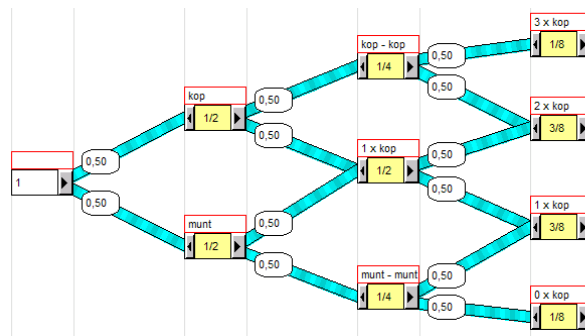 1
0,50
0,50
kop
1/2
munt
1/2
0,50
0,50
0,50
0,50
kop - kop
1/4
1 x kop
1/2
munt - munt
1/4
0,50
0,50
0,50
0,50
0,50
0,50
3 x kop
1/8
2 x kop
3/8
1 x kop
3/8
0 x kop
1/8